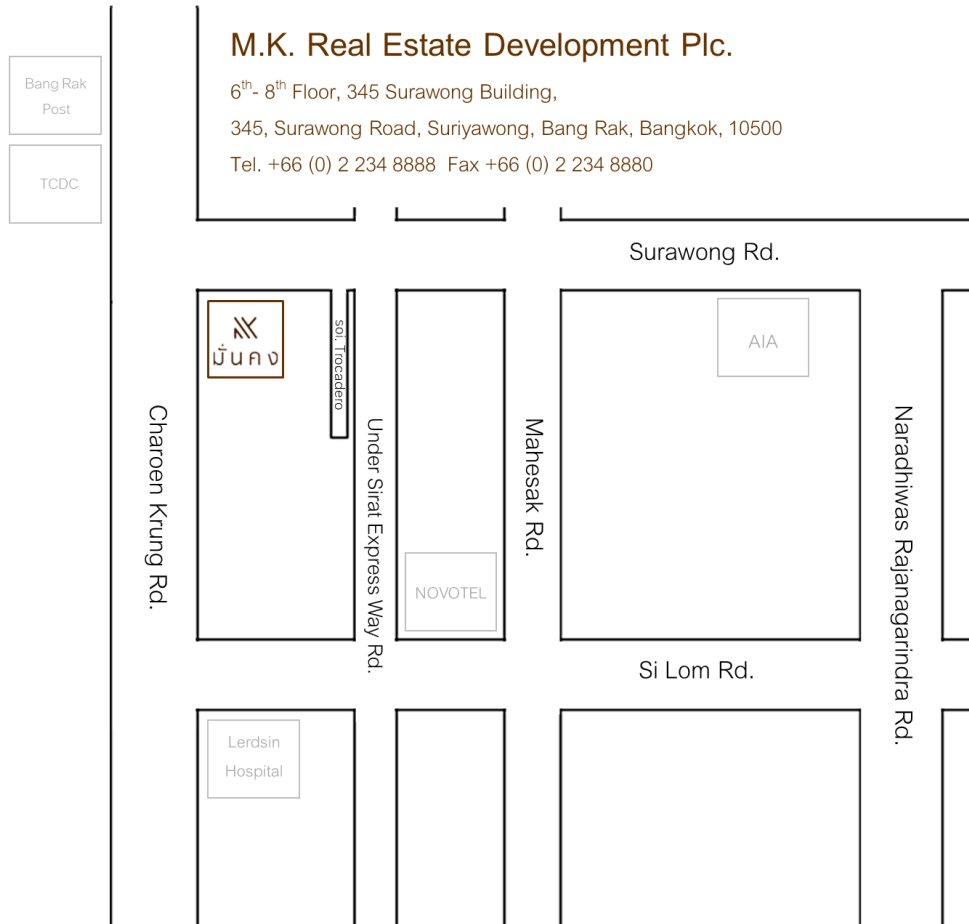 M.K. Real Estate Development Plc.
6th- 8th Floor, 345 Surawong Building,
345, Surawong Road, Suriyawong, Bang Rak, Bangkok, 10500
Tel. +66 (0) 2 234 8888 Fax +66 (0) 2 234 8880
Bang Rak
Post
TCDC
Surawong Rd.
มั่นคง
soi. Trocadero
AIA
Charoen Krung Rd.
Under Sirat Express Way Rd.
Mahesak Rd.
Naradhiwas Rajanagarindra Rd.
NOVOTEL
Si Lom Rd.
Lerdsin
Hospital